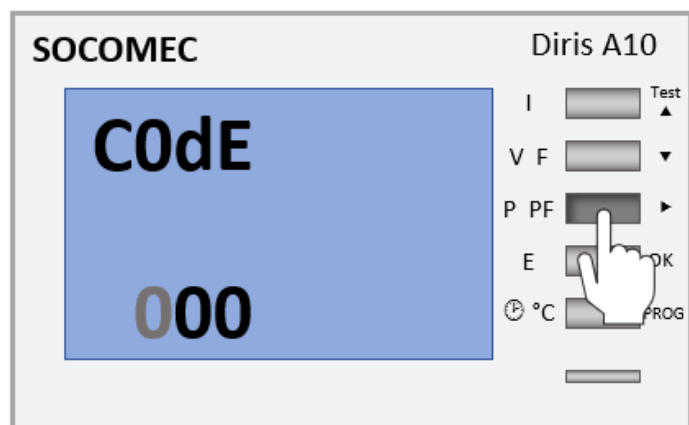 SOCOMEC
Diris A10
C0dE
000
I
Test
▲
V F
▼
P PF
►
E
OK
°C
PROG